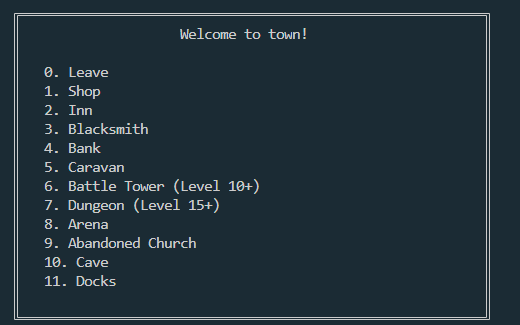 Welcome to town!
0. Leave
1. Shop
2. Inn
3. Blacksmith
4. Bank
5. Caravan
6. Battle Tower (Level 10+)
7. Dungeon (Level 15+)
8. Arena
9. Abandoned Church
10. Cave
11. Docks